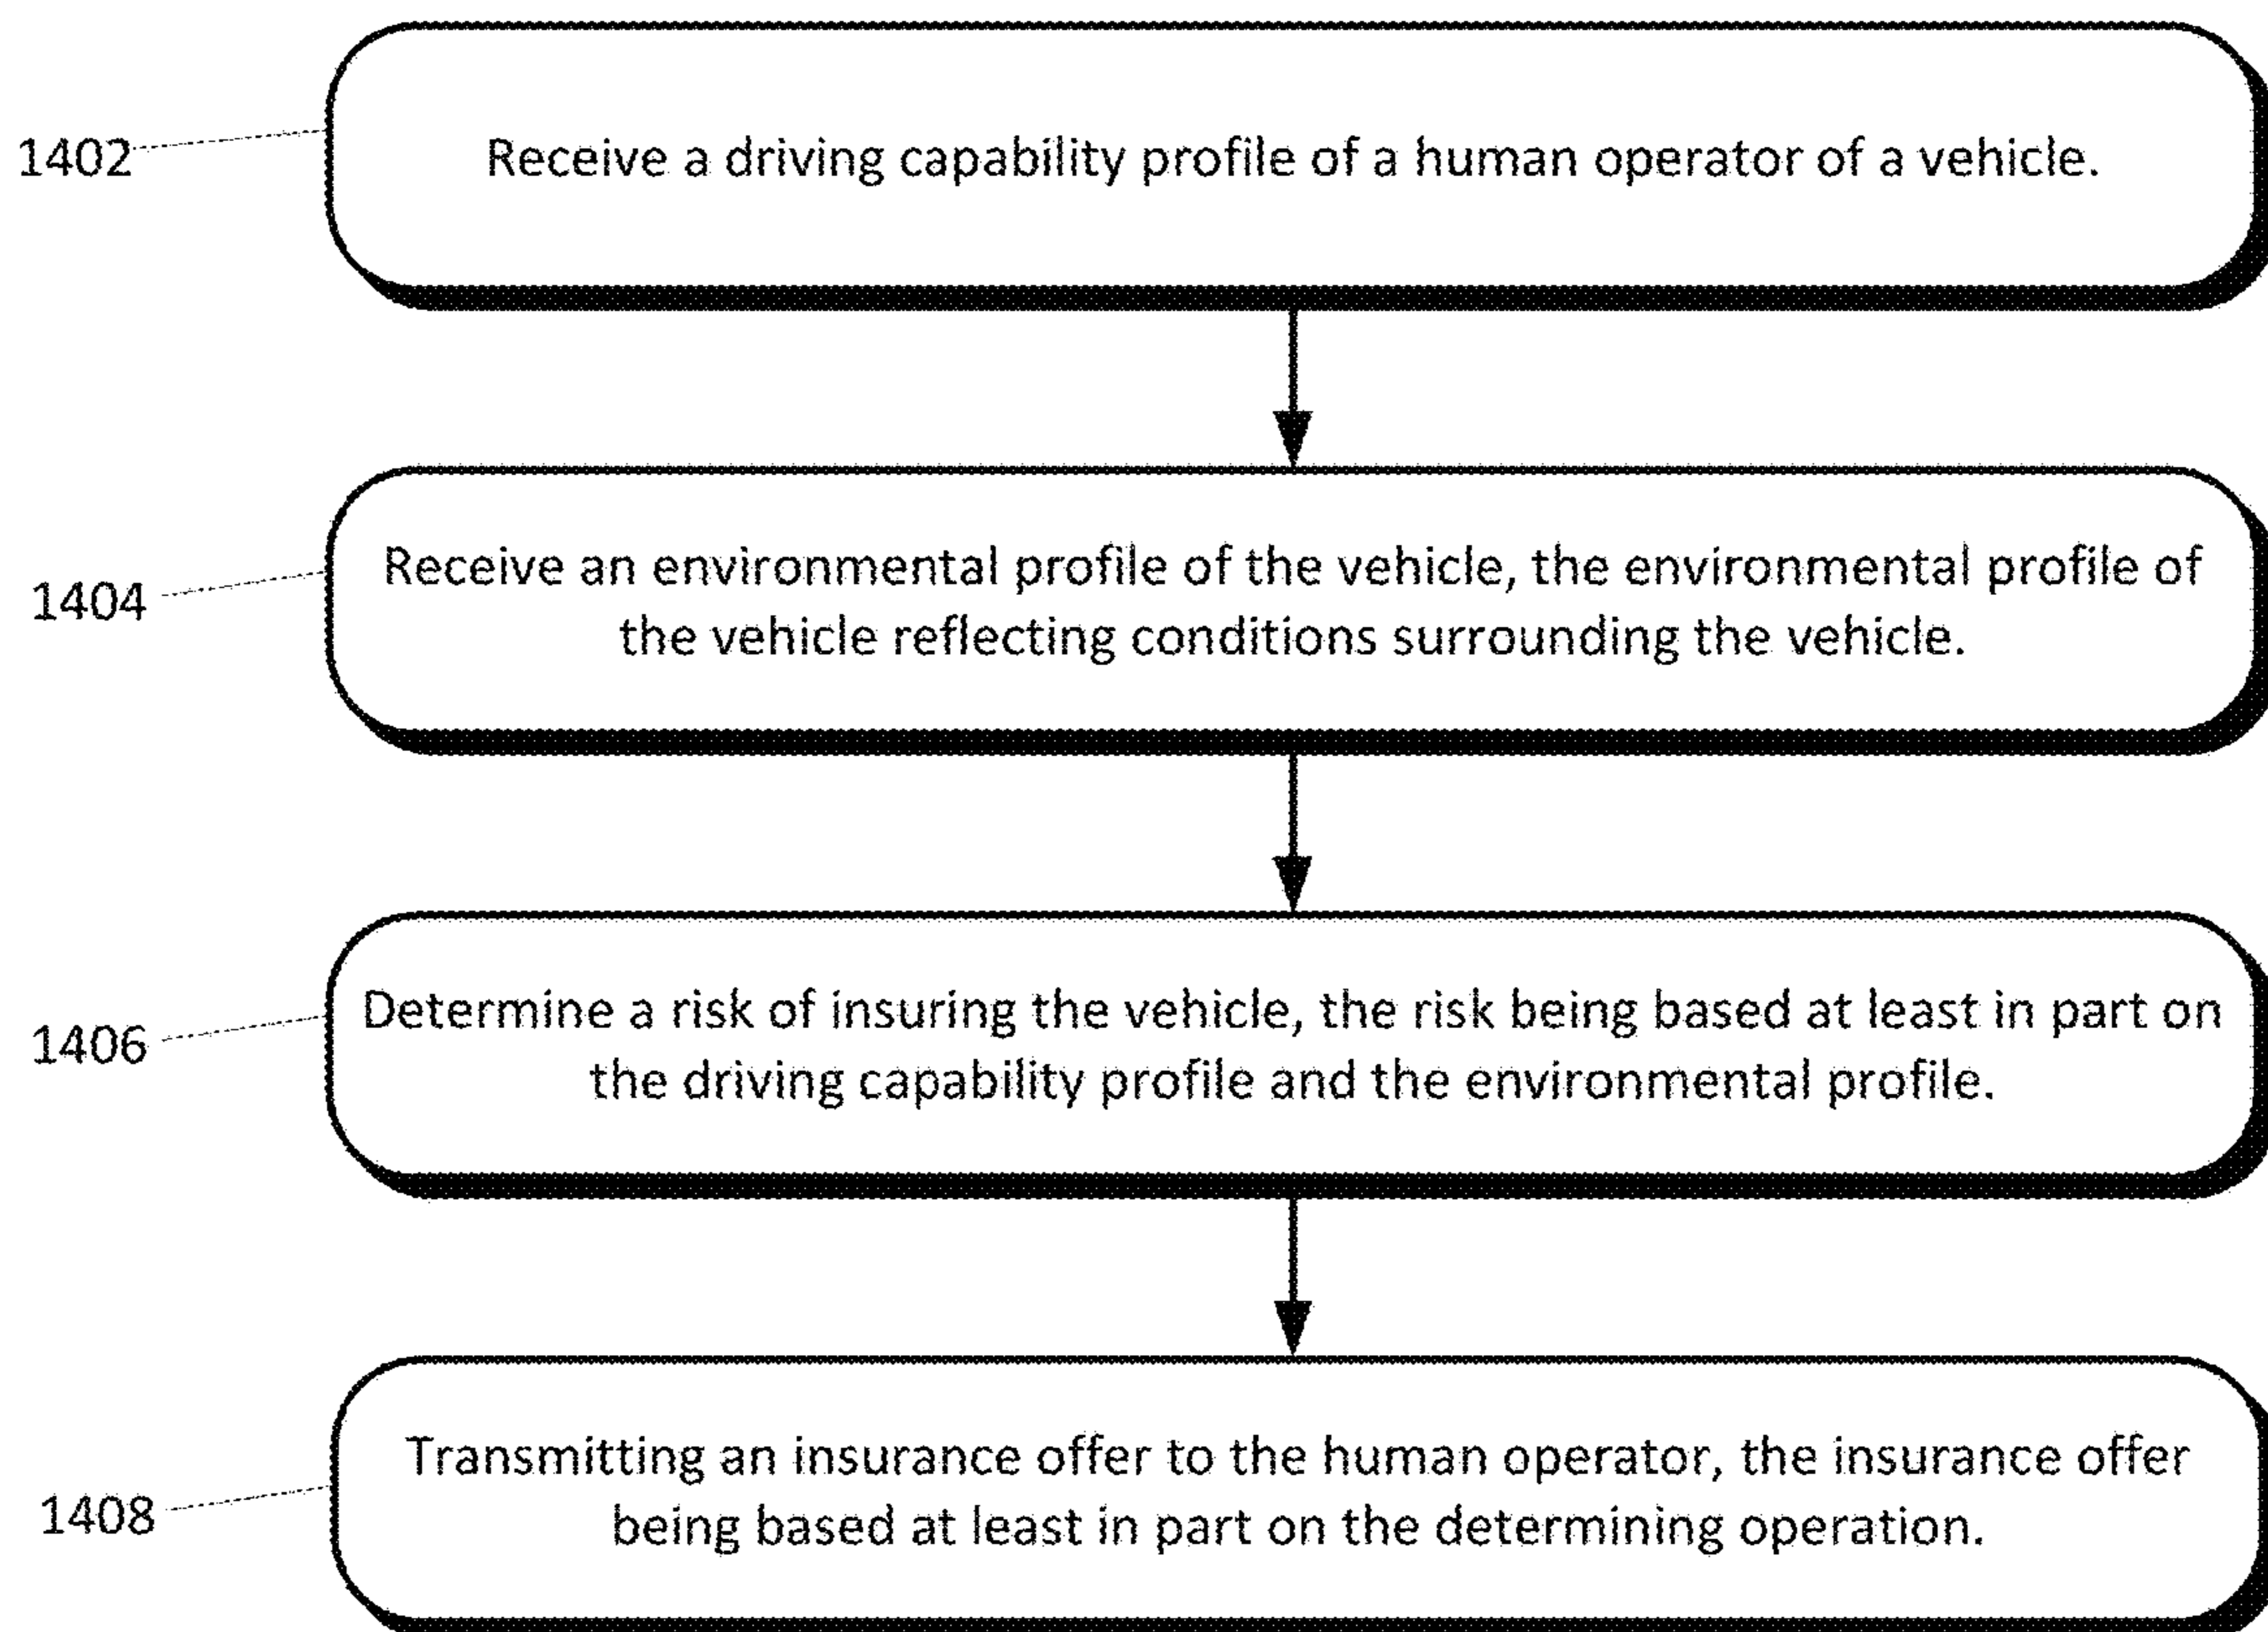 1402
Receive a driving capability profile of a human operator of a vehicle.
1404
Receive an environmental profile of the vehicle, the environmental profile of
the vehicle reflecting conditions surrounding the vehicle.
1406
Determine a risk of insuring the vehicle, the risk being based at least in part on
the driving capability profile and the environmental profile.
1408
Transmitting an insurance offer to the human operator, the insurance offer
being based at least in part on the determining operation.